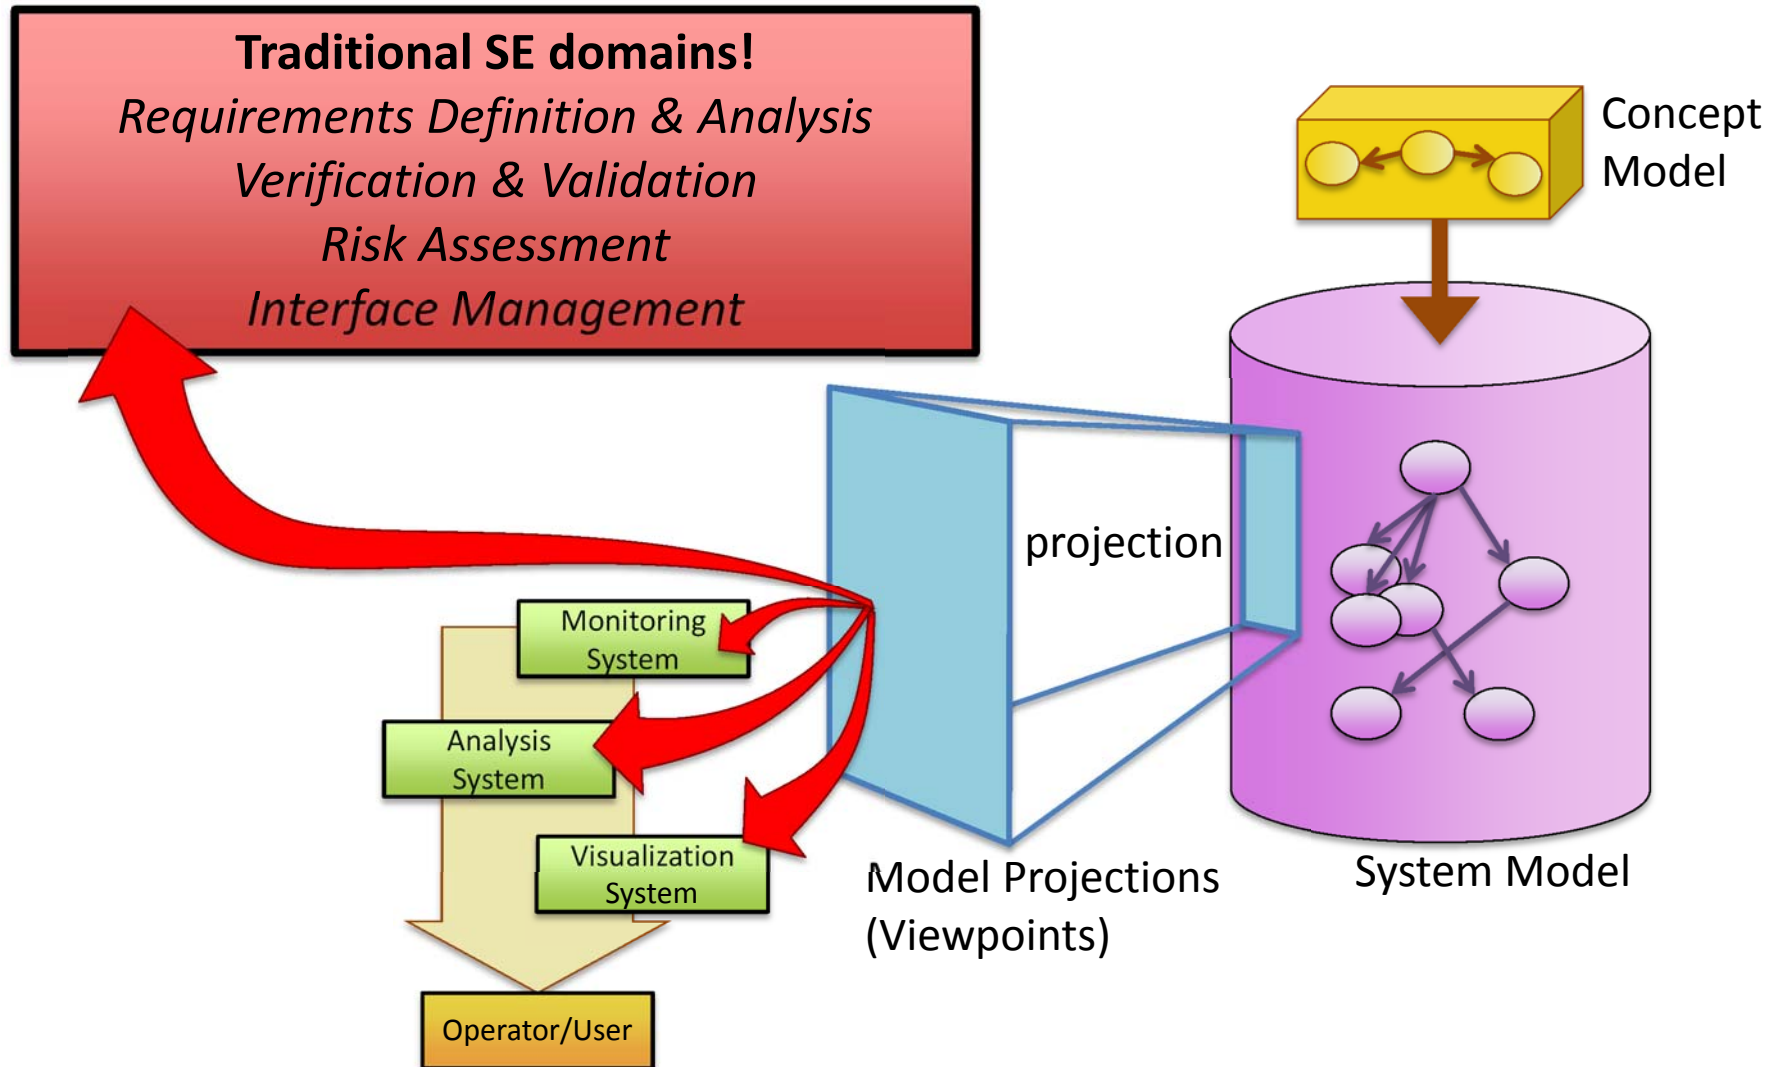 Traditional SE domains!
Requirements Definition & Analysis
Verification & Validation
Risk Assessment
Interface Management
Concept
Model
projection
Monitoring
System
Analysis
System
Visualization
System
Model Projections
(Viewpoints)
System Model
Operator/User